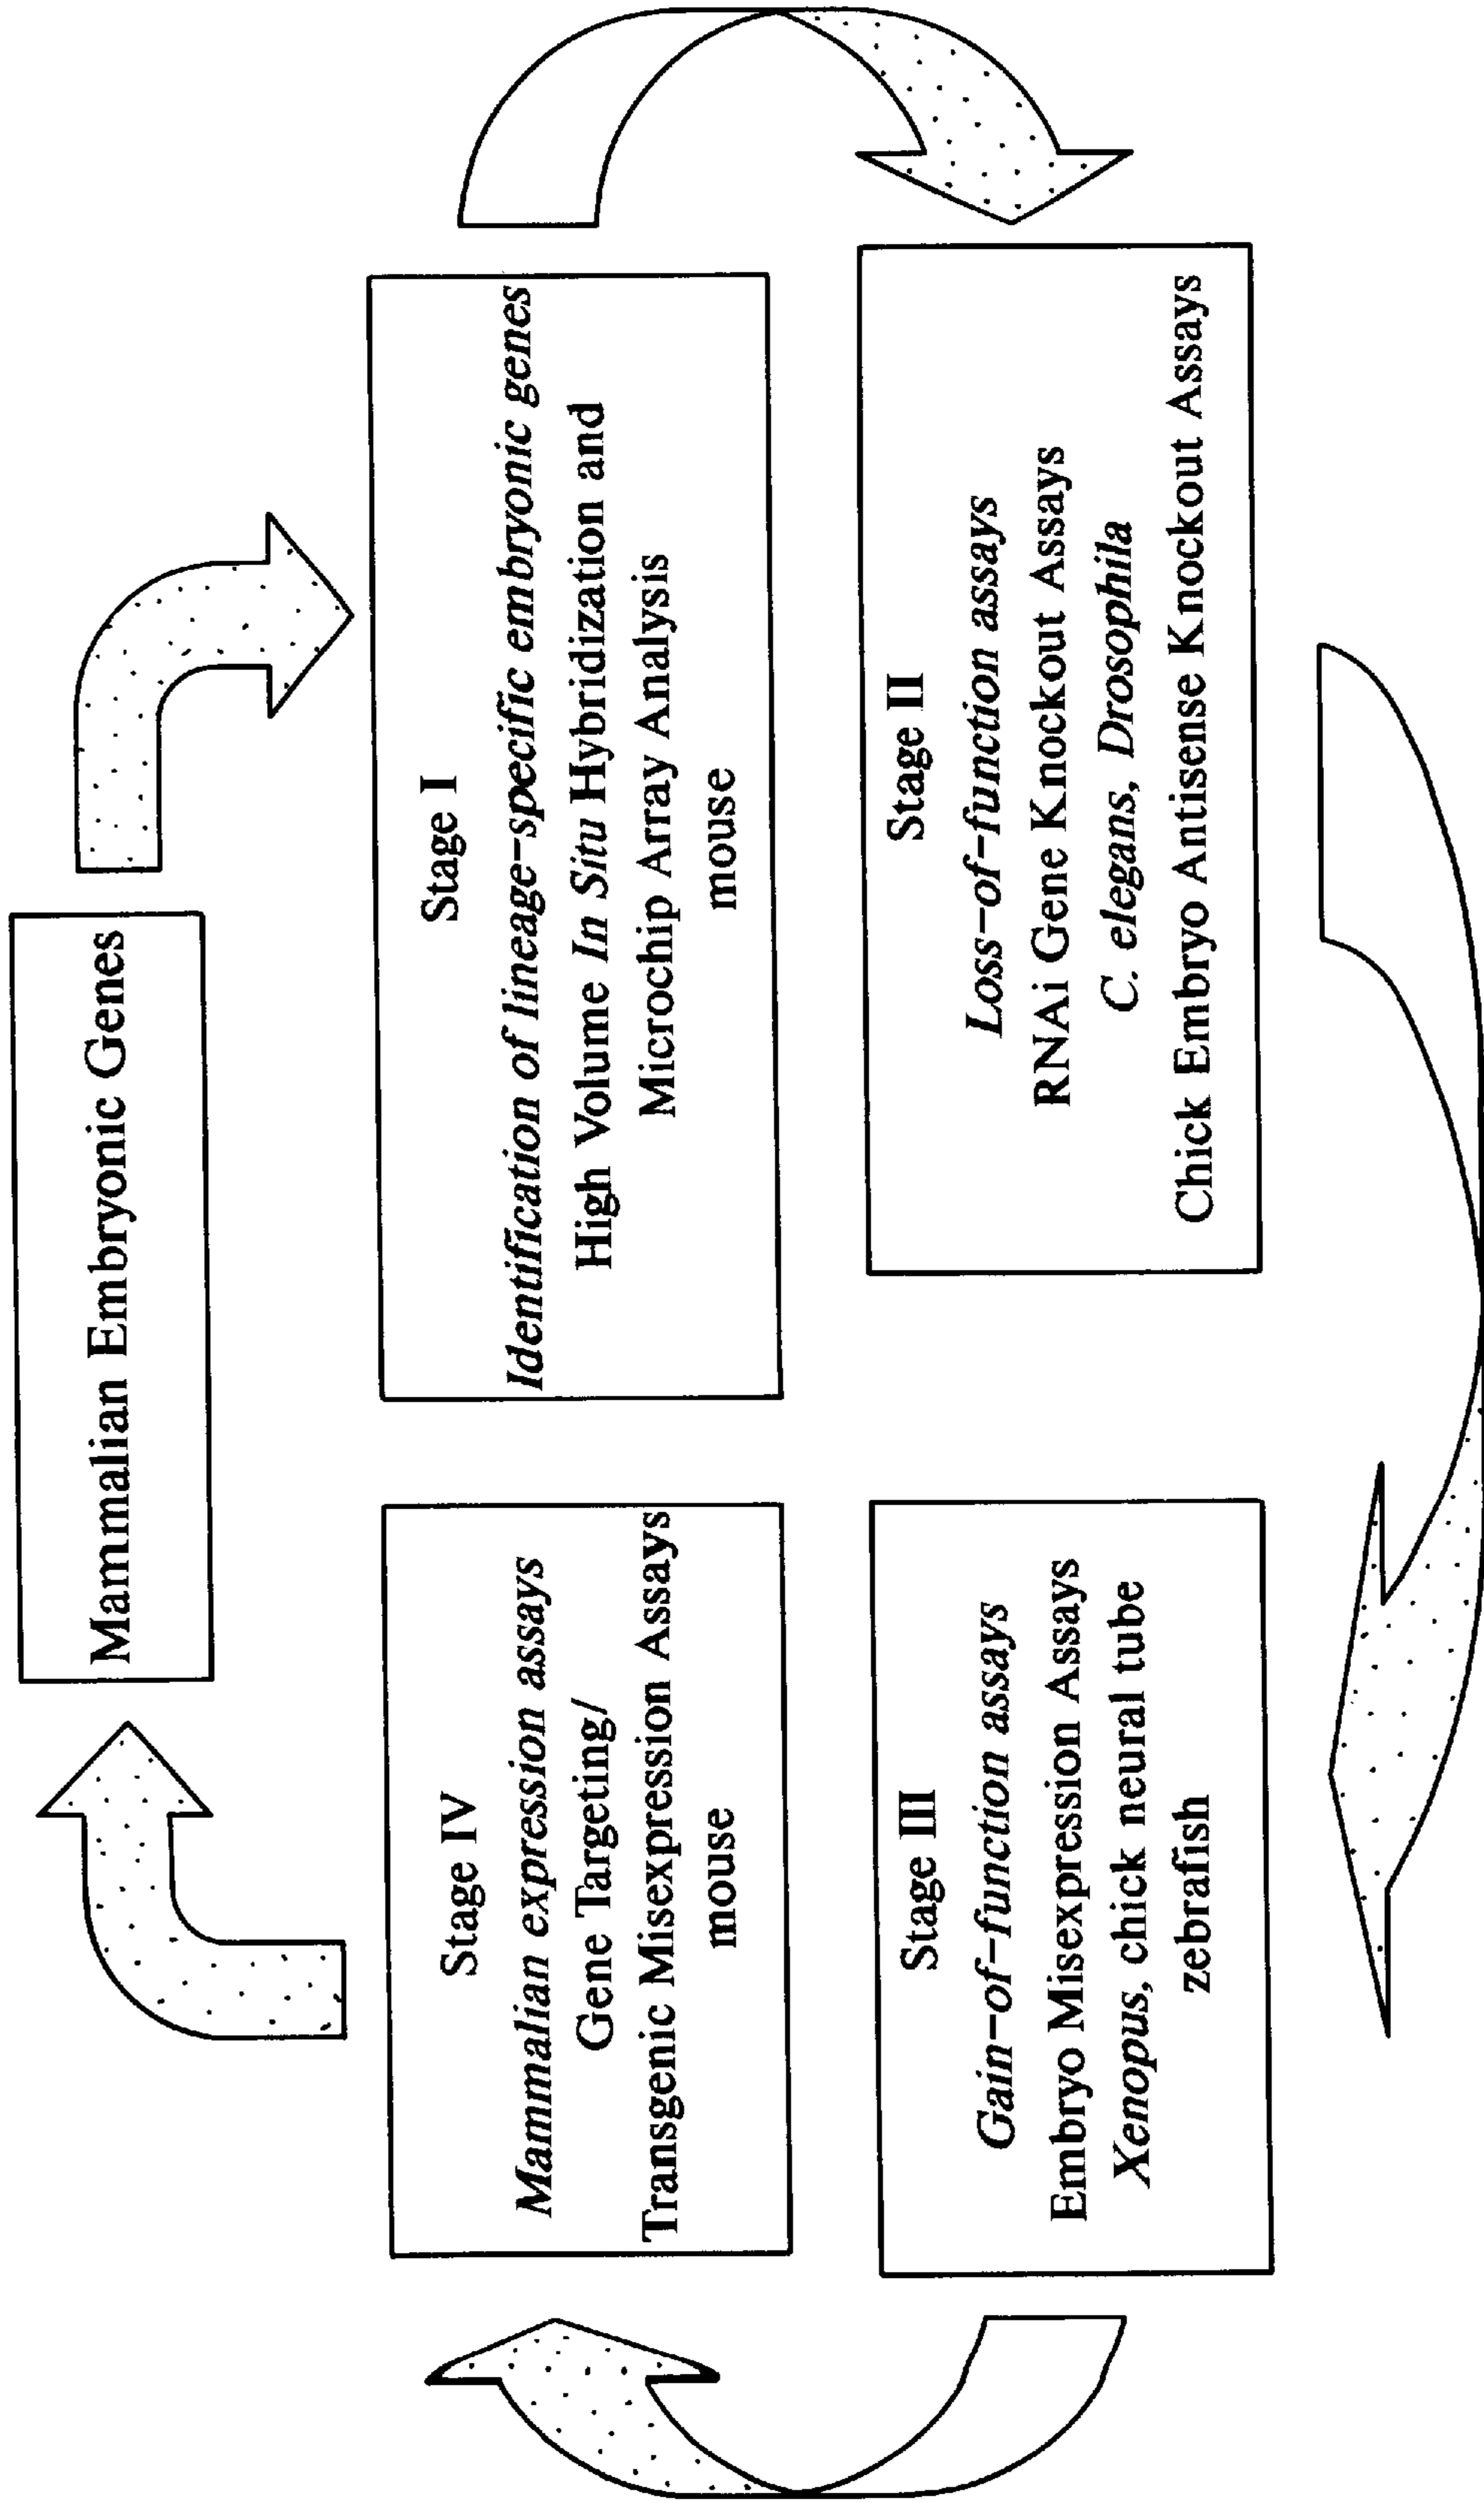 Mammalian Embryonic Genes
Stage I
Identification of lineage-specific embryonic genes
High Volume In Situ Hybridization and
Microchip Array Analysis
mouse
Stage II
Loss-of-function assays
RNAi Gene Knockout Assays
C. elegans, Drosophila
Chick Embryo Antisense Knockout Assays
Stage III
Gain-of-function assays
Embryo Misexpression Assays
Xenopus, chick neural tube
zebrafish
Stage IV
Mammalian expression assays
Gene Targeting/
Transgenic Misexpression Assays
mouse